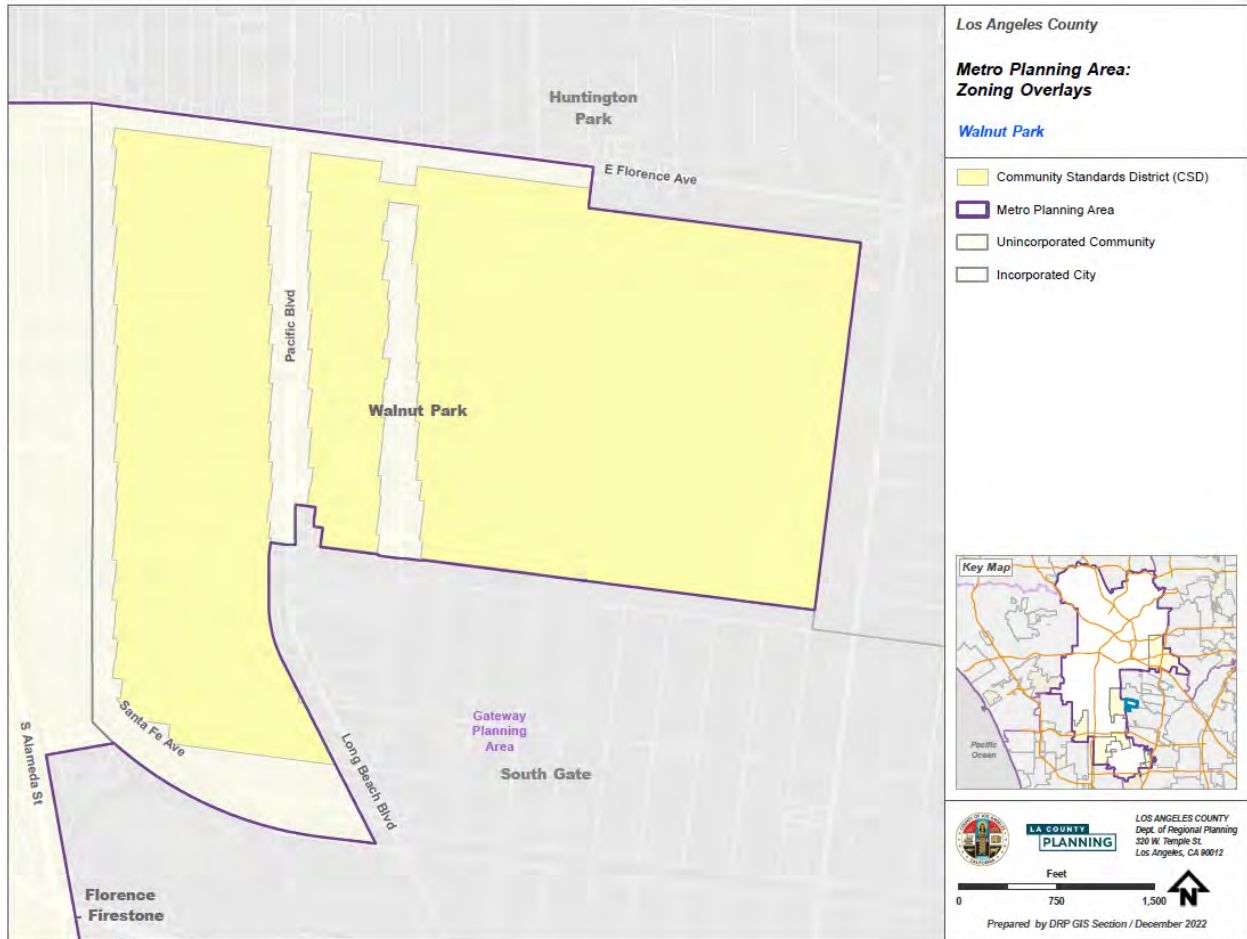 Huntington
Park
E Florence Ave
Pacific Blvd
Walnut Park
Santa Fe Ave
S Alameda St
Long Beach Blvd
Gateway
Planning
Area
South Gate
Florence
- Firestone
Los Angeles County
Metro Planning Area:
Zoning Overlays
Walnut Park
Community Standards District (CSD)
Metro Planning Area
Unincorporated Community
Incorporated City
Key Map
Pacific
Ocean
LA COUNTY
PLANNING
LOS ANGELES COUNTY
Dept. of Regional Planning
320 W. Temple St.
Los Angeles, CA 90012
Feet
0 750 1,500
N
Prepared by DRP GIS Section / December 2022